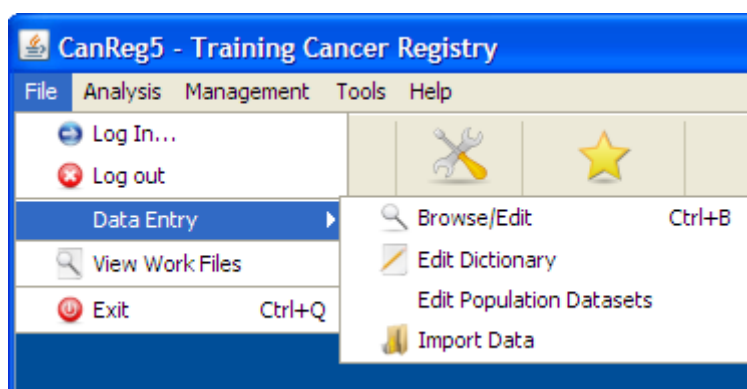 CanReg5 - Training Cancer Registry
File Analysis Management Tools Help
Log In...
Log out
Data Entry
View Work Files
Exit Ctrl+Q
Browse/Edit Ctrl+B
Edit Dictionary
Edit Population Datasets
Import Data